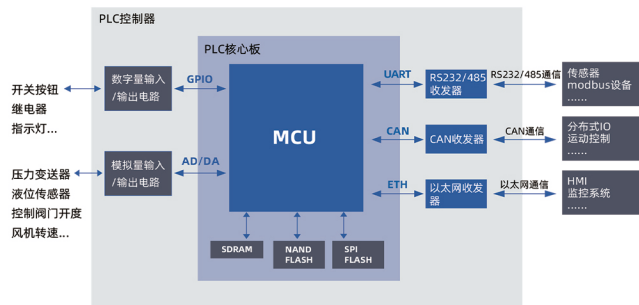 PLC控制器
PLC核心板
开关按钮
继电器
指示灯...
数字量输入
/输出电路
GPIO
压力变送器
液位传感器
控制阀门开度
风机转速...
模拟量输入
/输出电路
AD/DA
MCU
SDRAM
NAND
FLASH
SPI
FLASH
UART
RS232/485
收发器
RS232/485通信
传感器
modbus设备
......
CAN
CAN收发器
CAN通信
分布式IO
运动控制
......
ETH
以太网收发
器
以太网通信
HMI
监控系统
......